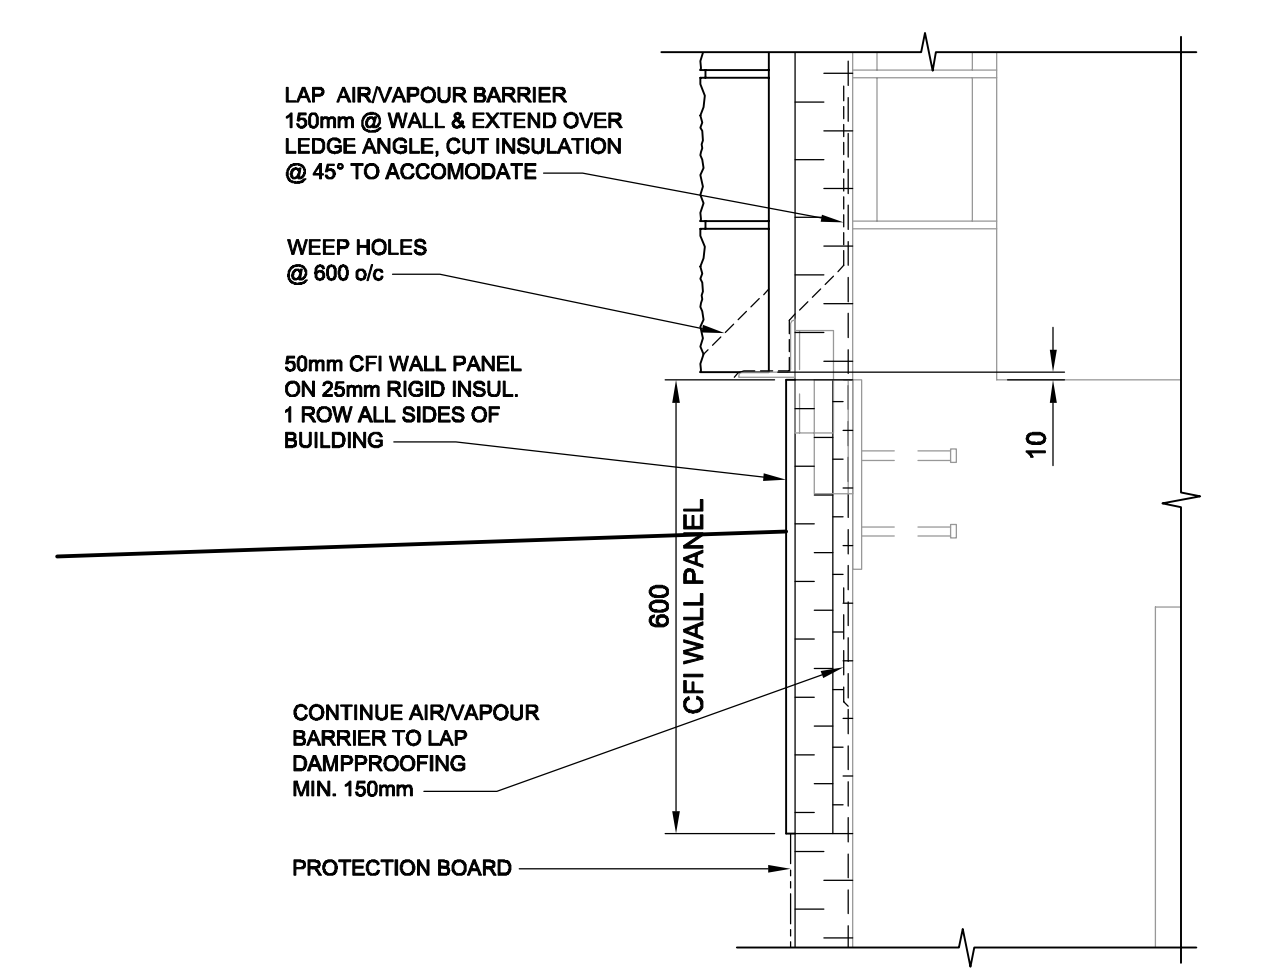 LAP AIR/VAPOUR BARRIER
150mm @ WALL & EXTEND OVER
LEDGE ANGLE, CUT INSULATION
@ 45° TO ACCOMODATE
WEEP HOLES
@ 600 o/c
50mm CFI WALL PANEL
ON 25mm RIGID INSUL.
1 ROW ALL SIDES OF
BUILDING
10
600
CFI WALL PANEL
CONTINUE AIR/VAPOUR
BARRIER TO LAP
DAMPPROOFING
MIN. 150mm
PROTECTION BOARD